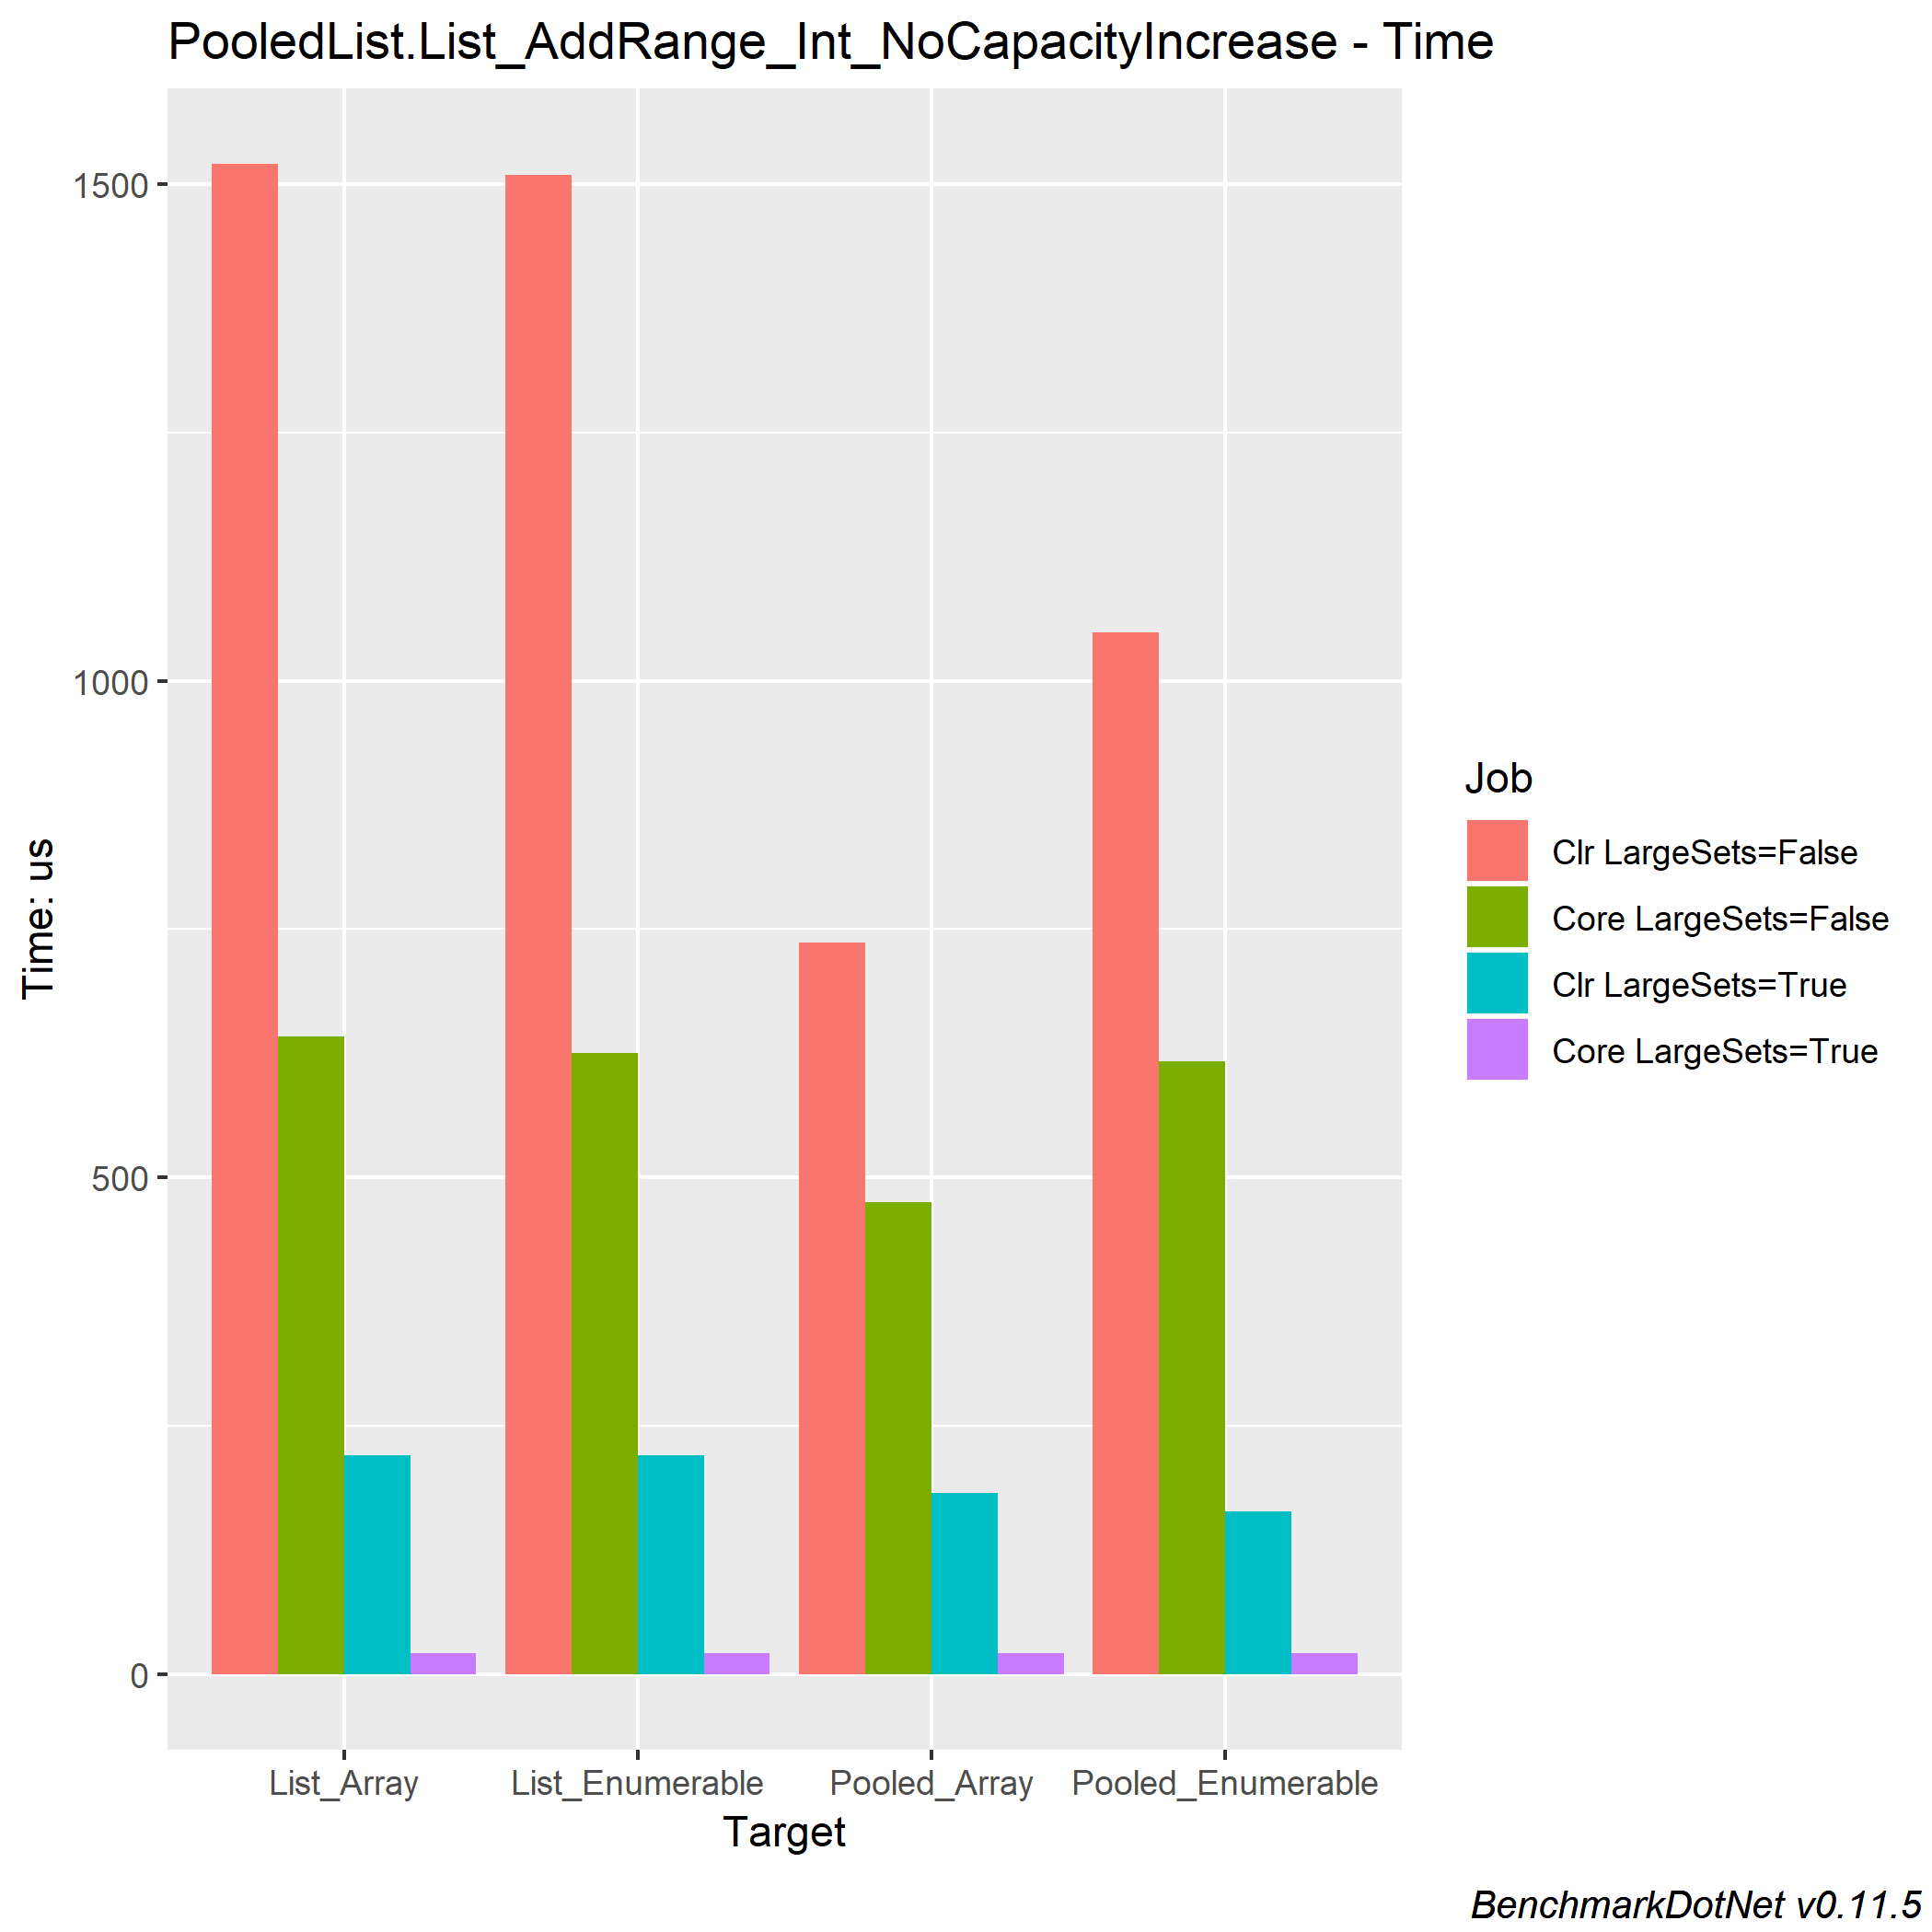 PooledList.List_AddRange_Int_NoCapacityIncrease - Time
1500
1000
500
0
Time: us
List_Array
List_Enumerable
Pooled_Array
Pooled_Enumerable
Target
Job
Clr LargeSets=False
Core LargeSets=False
Clr LargeSets=True
Core LargeSets=True
BenchmarkDotNet v0.11.5